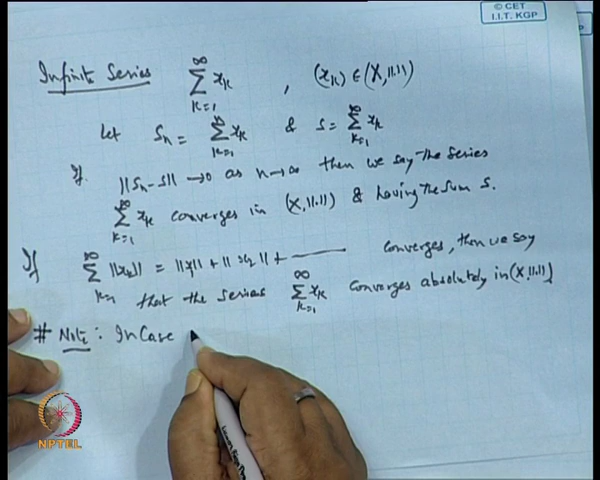 © CET
I.I.T. KGP
Infinite Series ∑_{k=1}^{∞} x_k , (x_k) ∈ (X, ||.||)
Let S_n = ∑_{k=1}^{n} x_k & S = ∑_{k=1}^{∞} x_k
If ||S_n - S|| → 0 as n → ∞ then we say the series
∑_{k=1}^{∞} x_k converges in (X, ||.||) & having the sum S.
If ∑_{k=1}^{∞} ||x_k|| = ||x_1|| + ||x_2|| + ——— converges, then we say
that the series ∑_{k=1}^{∞} x_k converges absolutely in (X, ||.||)
# Note : In Case
NPTEL